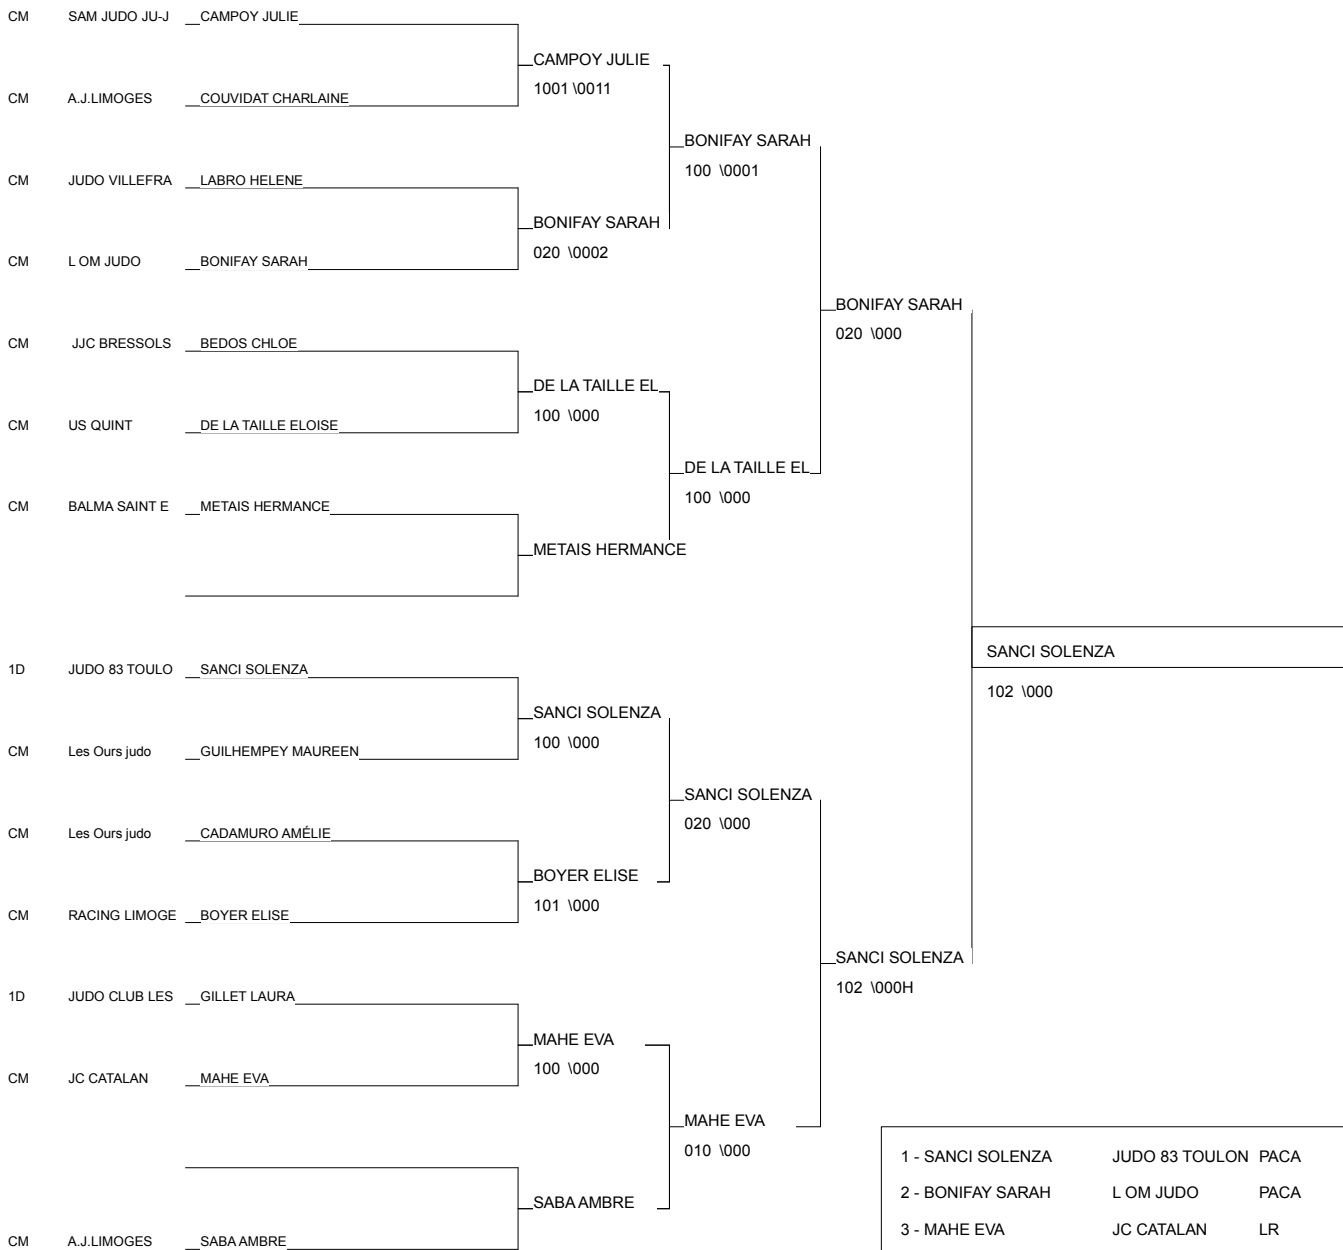 CM SAM JUDO JU-J CAMPOY JULIE
CAMPOY JULIE
1001 \0011
CM A.J.LIMOGES COUVIDAT CHARLAINE
BONIFAY SARAH
100 \0001
CM JUDO VILLEFRA LABRO HELENE
BONIFAY SARAH
020 \0002
CM L OM JUDO BONIFAY SARAH
BONIFAY SARAH
020 \000
CM JJC BRESSOLS BEDOS CHLOE
DE LA TAILLE EL
100 \000
CM US QUINT DE LA TAILLE ELOISE
DE LA TAILLE EL
100 \000
CM BALMA SAINT E METAIS HERMANCE
METAIS HERMANCE
SANCI SOLENZA
102 \000
1D JUDO 83 TOULO SANCI SOLENZA
SANCI SOLENZA
100 \000
CM Les Ours judo GUILHEMPEY MAUREEN
SANCI SOLENZA
020 \000
CM Les Ours judo CADAMURO AMÉLIE
BOYER ELISE
101 \000
CM RACING LIMOGE BOYER ELISE
SANCI SOLENZA
102 \000H
1D JUDO CLUB LES GILLET LAURA
MAHE EVA
100 \000
CM JC CATALAN MAHE EVA
MAHE EVA
010 \000
SABA AMBRE
CM A.J.LIMOGES SABA AMBRE
1 - SANCI SOLENZA JUDO 83 TOULON PACA
2 - BONIFAY SARAH L OM JUDO PACA
3 - MAHE EVA JC CATALAN LR